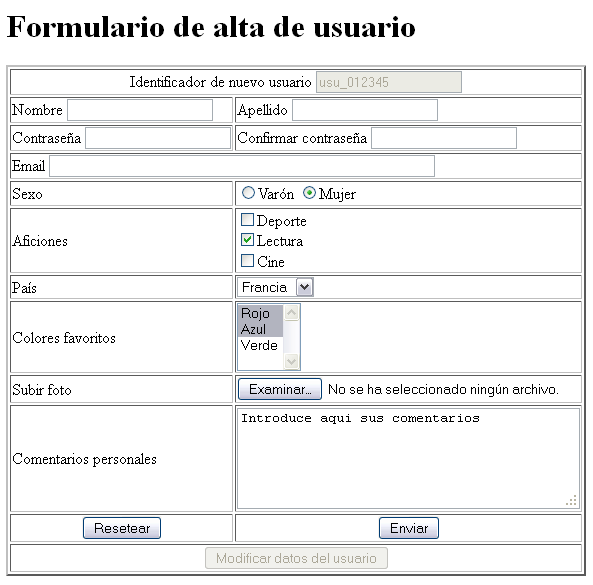 Formulario de alta de usuario
Identificador de nuevo usuario usu_012345
Nombre Apellido
Contraseña Confirmar contraseña
Email
Sexo Varón Mujer
Deporte
Aficiones Lectura
Cine
País Francia
Rojo
Azul
Colores favoritos Verde
Subir foto Examinar... No se ha seleccionado ningún archivo.
Introduce aqui sus comentarios
Comentarios personales
Resetear Enviar
Modificar datos del usuario